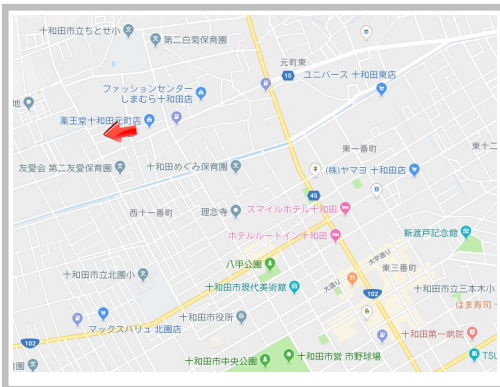 十和田市立ちとせ小
第二白菊保育園
元町東
10
ユニバース 十和田東店
ファッションセンター
しまむら十和田店
地
薬王堂十和田元町店
東一番町
東十二
友愛会 第二友愛保育園
十和田めぐみ保育園
(株)ヤマヨ 十和田店
45
西十一番町
理念寺
スマイルホテル十和田
新渡戸記念館
ホテルルートイン十和田
大学通り
八甲公園
東三番町
十和田市立北園小
十和田市現代美術館
大通り
102
十和田市立三本木小
はま寿司
十和田市役所
マックスバリュ 北園店
十和田第一病院
102
園
十和田市中央公園
十和田市営 市野球場
TSU